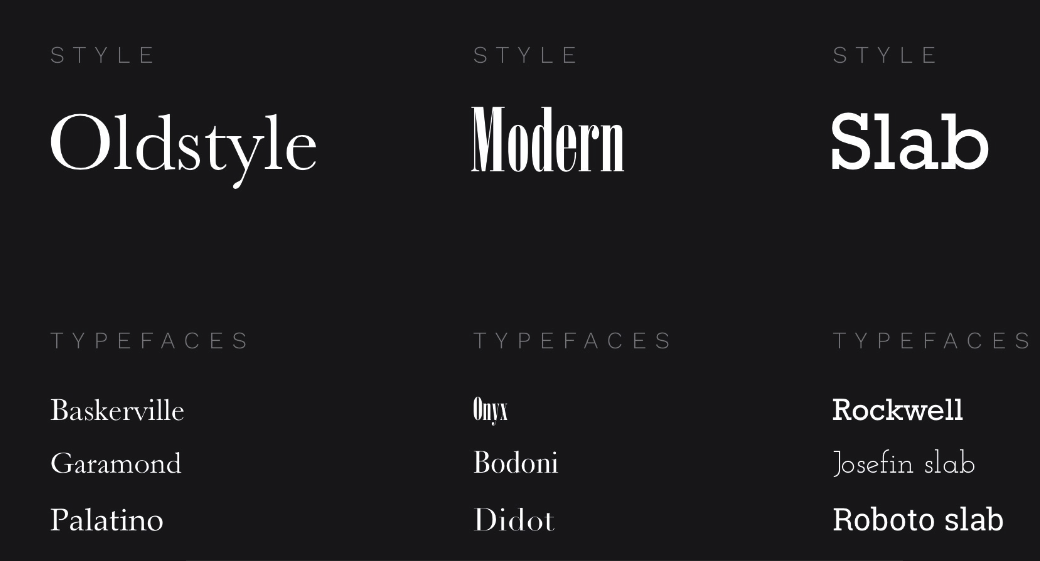 STYLE
Oldstyle
TYPEFACES
Baskerville
Garamond
Palatino
STYLE
Modern
TYPEFACES
Onyx
Bodoni
Didot
STYLE
Slab
TYPEFACES
Rockwell
Josefin slab
Roboto slab